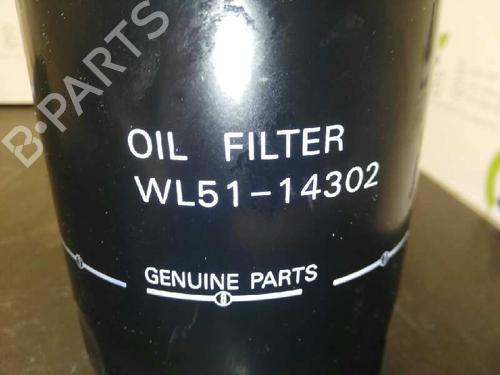 B-PARTS
OIL FILTER
WL51-14302
GENUINE PARTS